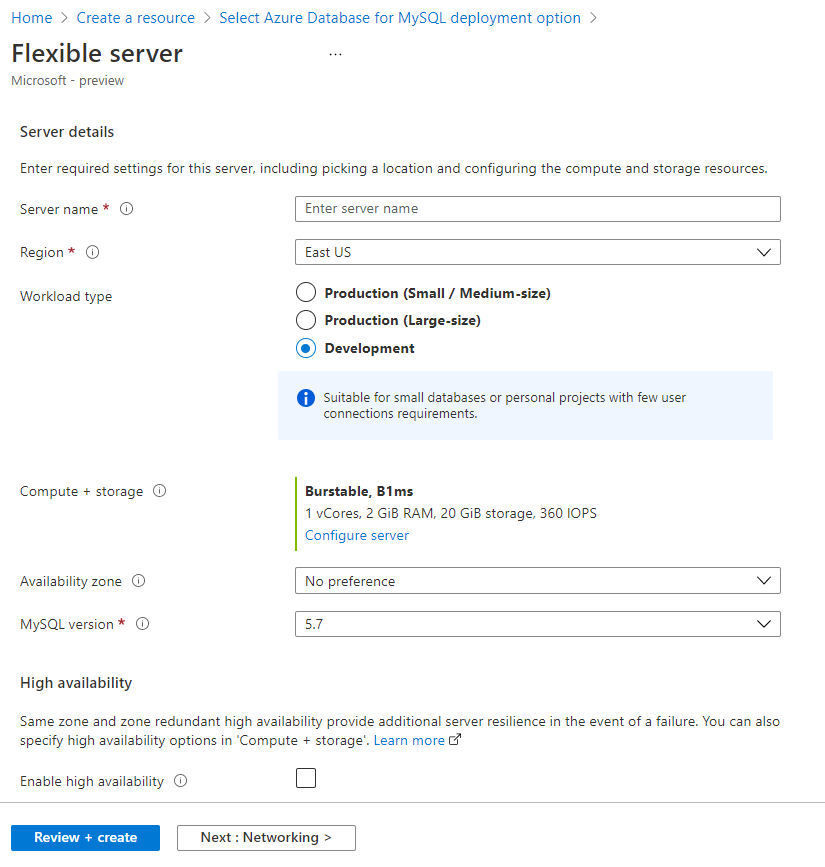 Home > Create a resource > Select Azure Database for MySQL deployment option >
Flexible server ...
Microsoft - preview
Server details
Enter required settings for this server, including picking a location and configuring the compute and storage resources.
Server name *
Enter server name
Region *
East US
Workload type
Production (Small / Medium-size)
Production (Large-size)
Development
Suitable for small databases or personal projects with few user
connections requirements.
Compute + storage
Burstable, B1ms
1 vCores, 2 GiB RAM, 20 GiB storage, 360 IOPS
Configure server
Availability zone
No preference
MySQL version *
5.7
High availability
Same zone and zone redundant high availability provide additional server resilience in the event of a failure. You can also
specify high availability options in 'Compute + storage'. Learn more
Enable high availability
Review + create
Next : Networking >